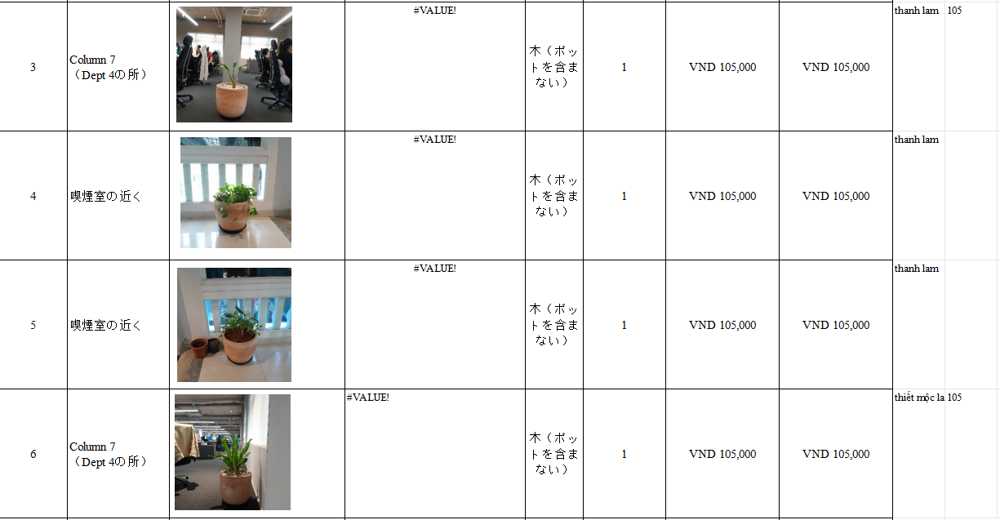 #VALUE!
thanh lam
105
3
Column 7
（Dept 4の所）
木（ポッ
トを含ま
ない）
1
VND 105,000
VND 105,000
#VALUE!
thanh lam
4
喫煙室の近く
木（ポッ
トを含ま
ない）
1
VND 105,000
VND 105,000
#VALUE!
thanh lam
5
喫煙室の近く
木（ポッ
トを含ま
ない）
1
VND 105,000
VND 105,000
#VALUE!
thiết mộc la
105
6
Column 7
（Dept 4の所）
木（ポッ
トを含ま
ない）
1
VND 105,000
VND 105,000